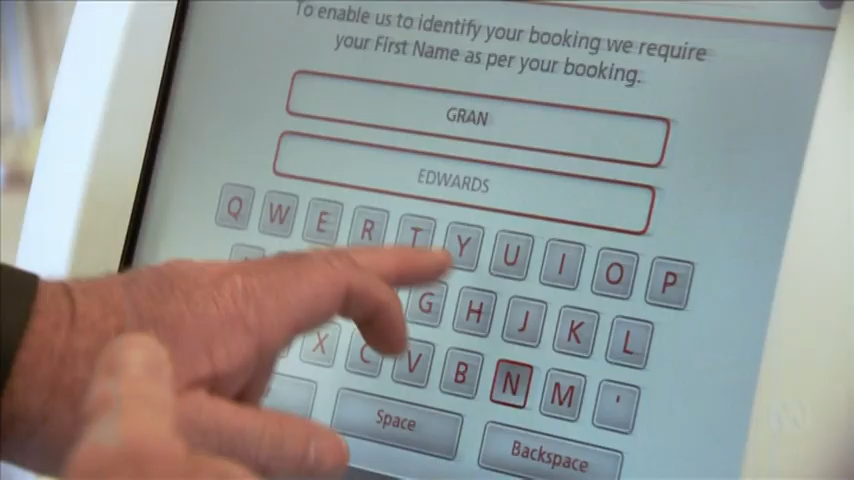 To enable us to identify your booking we require
your First Name as per your booking.
GRAN
EDWARDS
Q W E R T Y U I O P
G H J K L
X C V B N M '
Space
Backspace